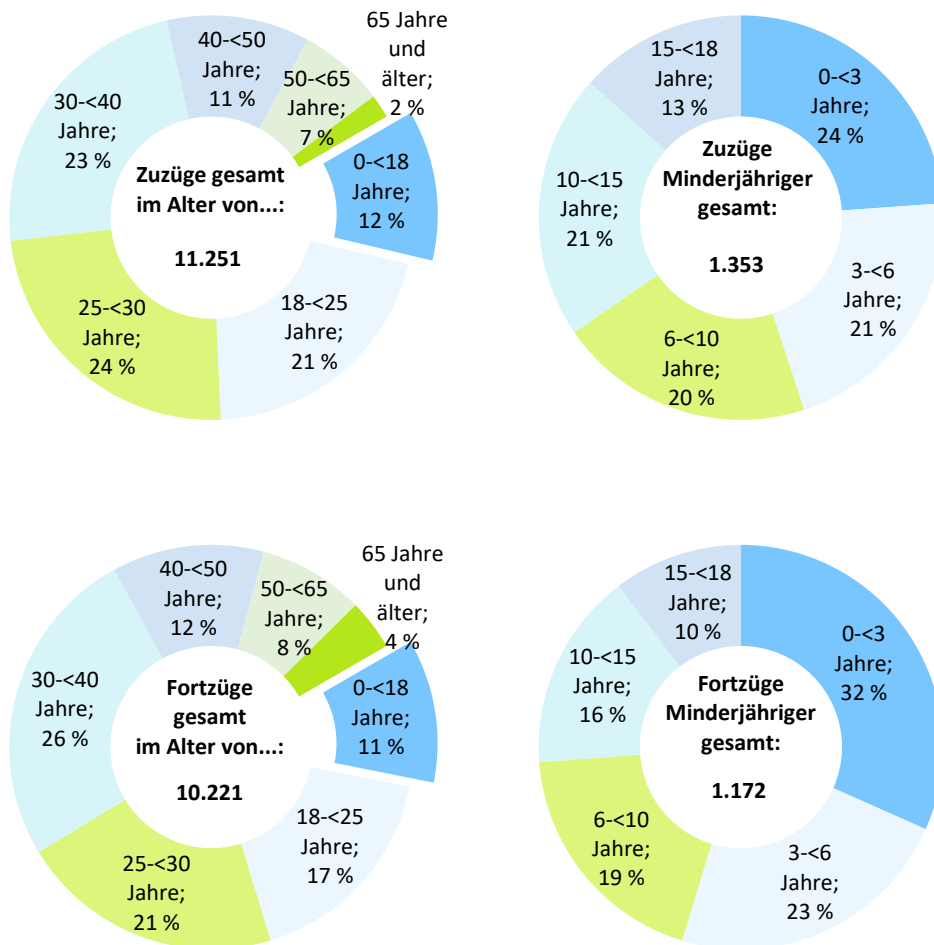 40-<50
Jahre;
11 %
50-<65
Jahre;
7 %
65 Jahre
und
älter;
2 %
0-<18
Jahre;
12 %
18-<25
Jahre;
21 %
25-<30
Jahre;
24 %
30-<40
Jahre;
23 %
Zuzüge gesamt
im Alter von...:
11.251
15-<18
Jahre;
13 %
0-<3
Jahre;
24 %
3-<6
Jahre;
21 %
6-<10
Jahre;
20 %
10-<15
Jahre;
21 %
Zuzüge
Minderjähriger
gesamt:
1.353
40-<50
Jahre;
12 %
50-<65
Jahre;
8 %
65 Jahre
und
älter;
4 %
0-<18
Jahre;
11 %
18-<25
Jahre;
17 %
25-<30
Jahre;
21 %
30-<40
Jahre;
26 %
Fortzüge
gesamt
im Alter von...:
10.221
15-<18
Jahre;
10 %
0-<3
Jahre;
32 %
3-<6
Jahre;
23 %
6-<10
Jahre;
19 %
10-<15
Jahre;
16 %
Fortzüge
Minderjähriger
gesamt:
1.172